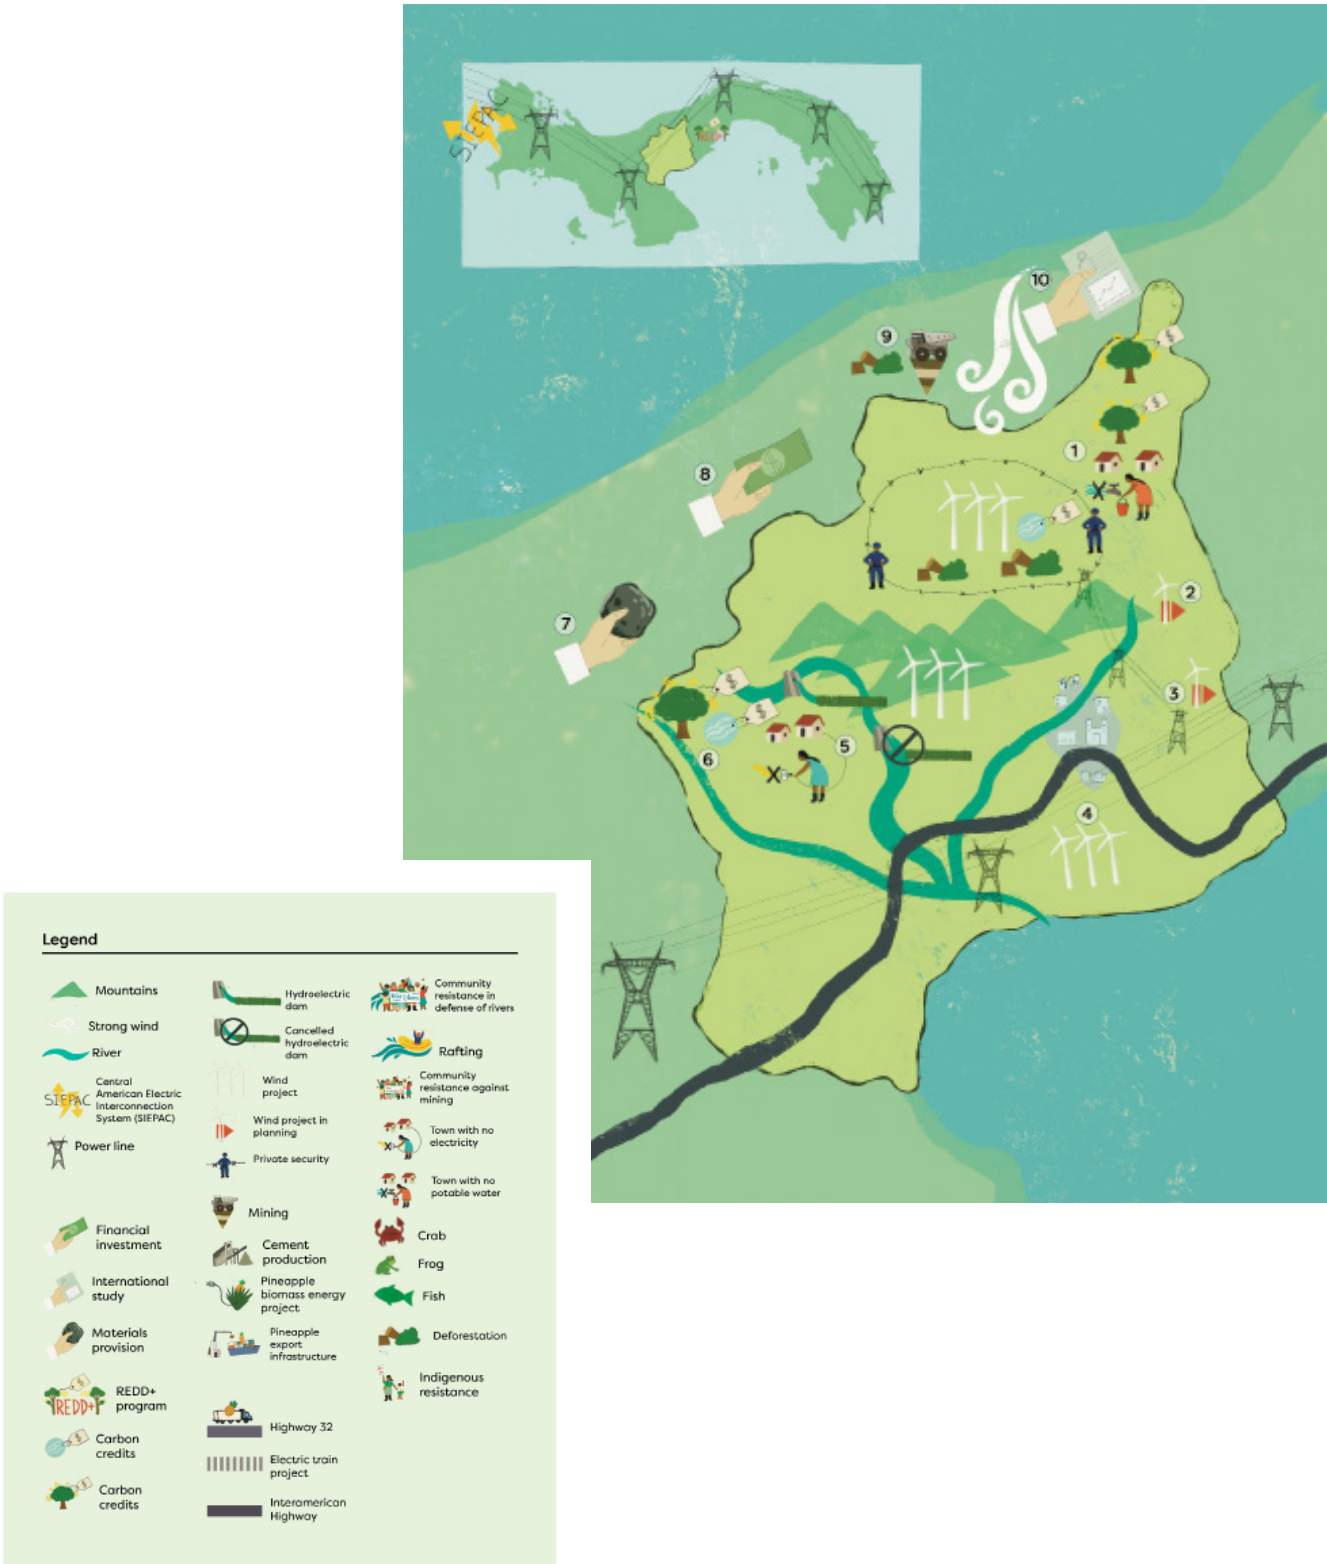 SIEPAC
REDD+
10
9
1
8
2
7
3
5
6
4
Legend
Mountains
Strong wind
River
SIEPAC
Central
American Electric
Interconnection
System (SIEPAC)
Power line
Financial
investment
International
study
Materials
provision
REDD+
REDD+
program
Carbon
credits
Carbon
credits
Hydroelectric
dam
Cancelled
hydroelectric
dam
Wind
project
Wind project in
planning
Private security
Mining
Cement
production
Pineapple
biomass energy
project
Pineapple
export
infrastructure
Highway 32
Electric train
project
Interamerican
Highway
Community
resistance in
defense of rivers
Rafting
Community
resistance against
mining
Town with no
electricity
Town with no
potable water
Crab
Frog
Fish
Deforestation
Indigenous
resistance